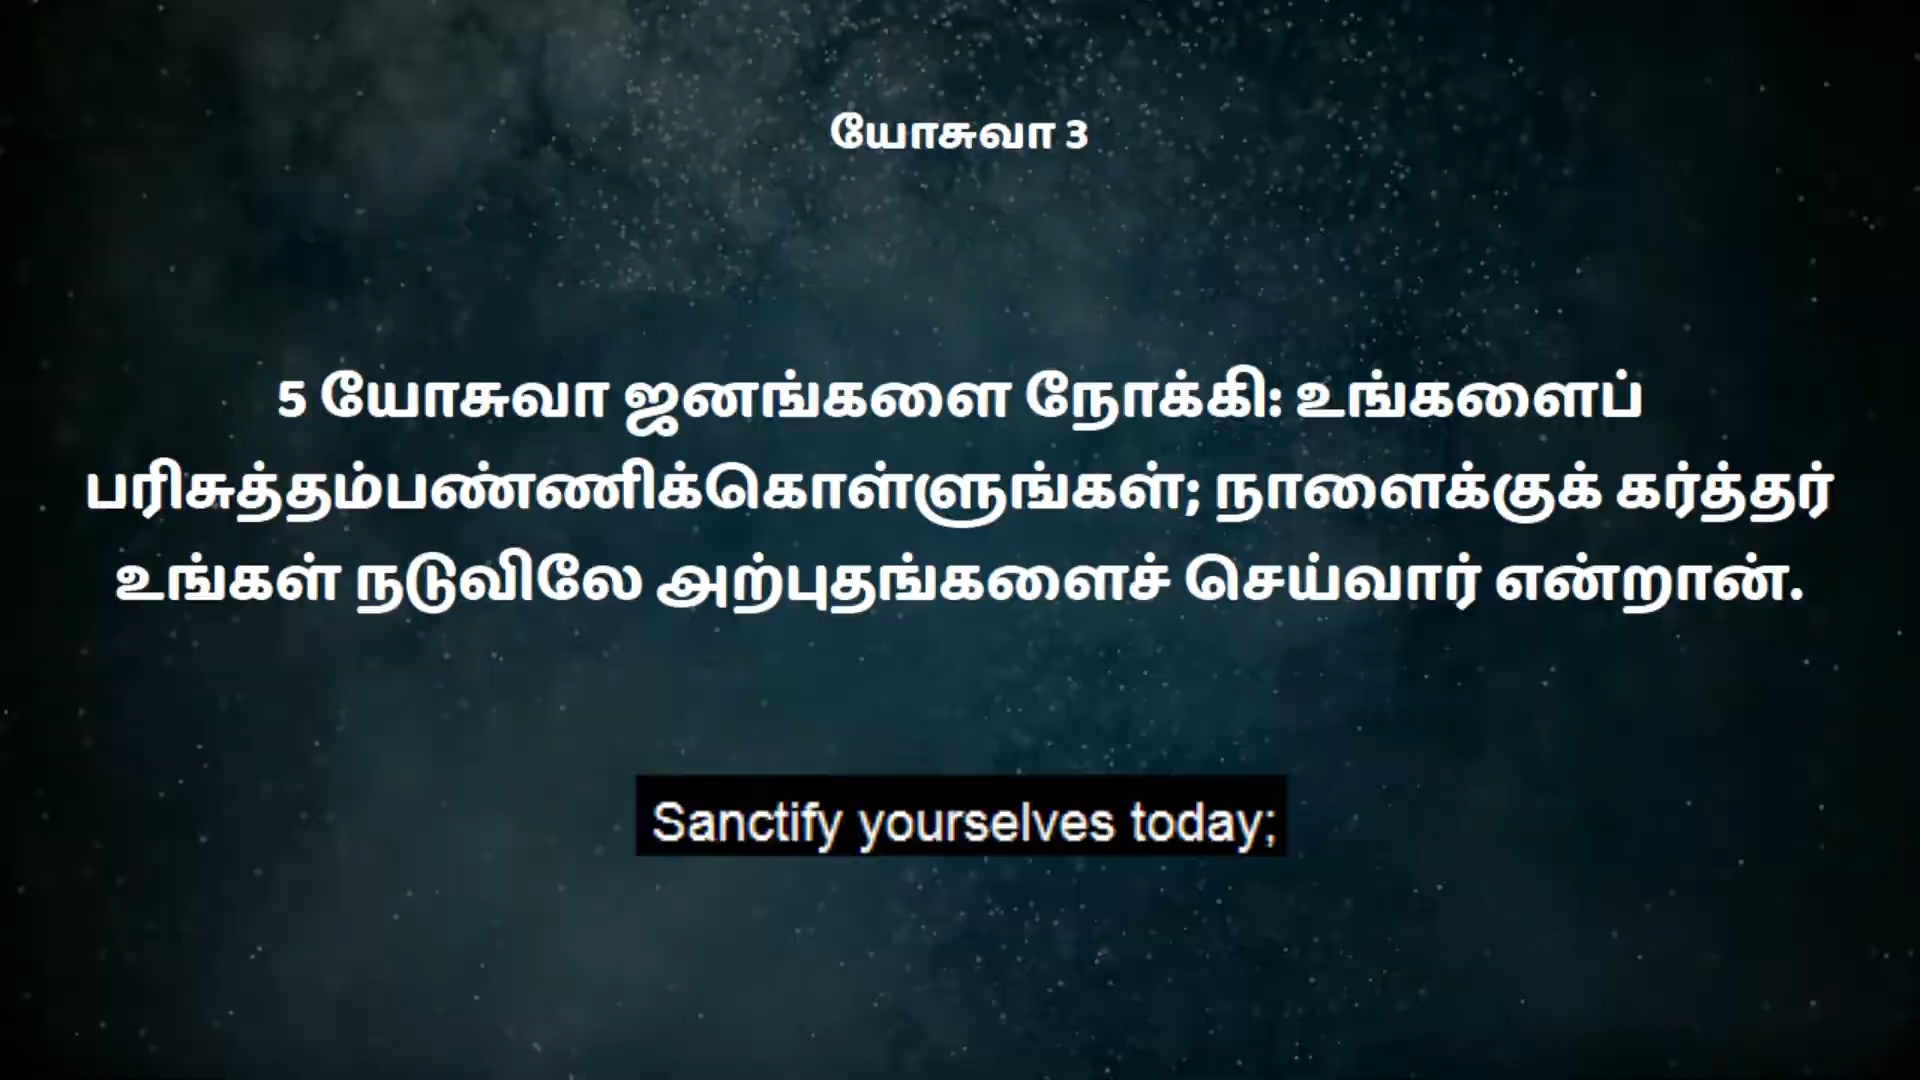 யோசுவா 3
5 யோசுவா ஜனங்களை நோக்கி: உங்களைப்
பரிசுத்தம்பண்ணிக்கொள்ளுங்கள்; நாளைக்குக் கர்த்தர்
உங்கள் நடுவிலே அற்புதங்களைச் செய்வார் என்றான்.
Sanctify yourselves today;